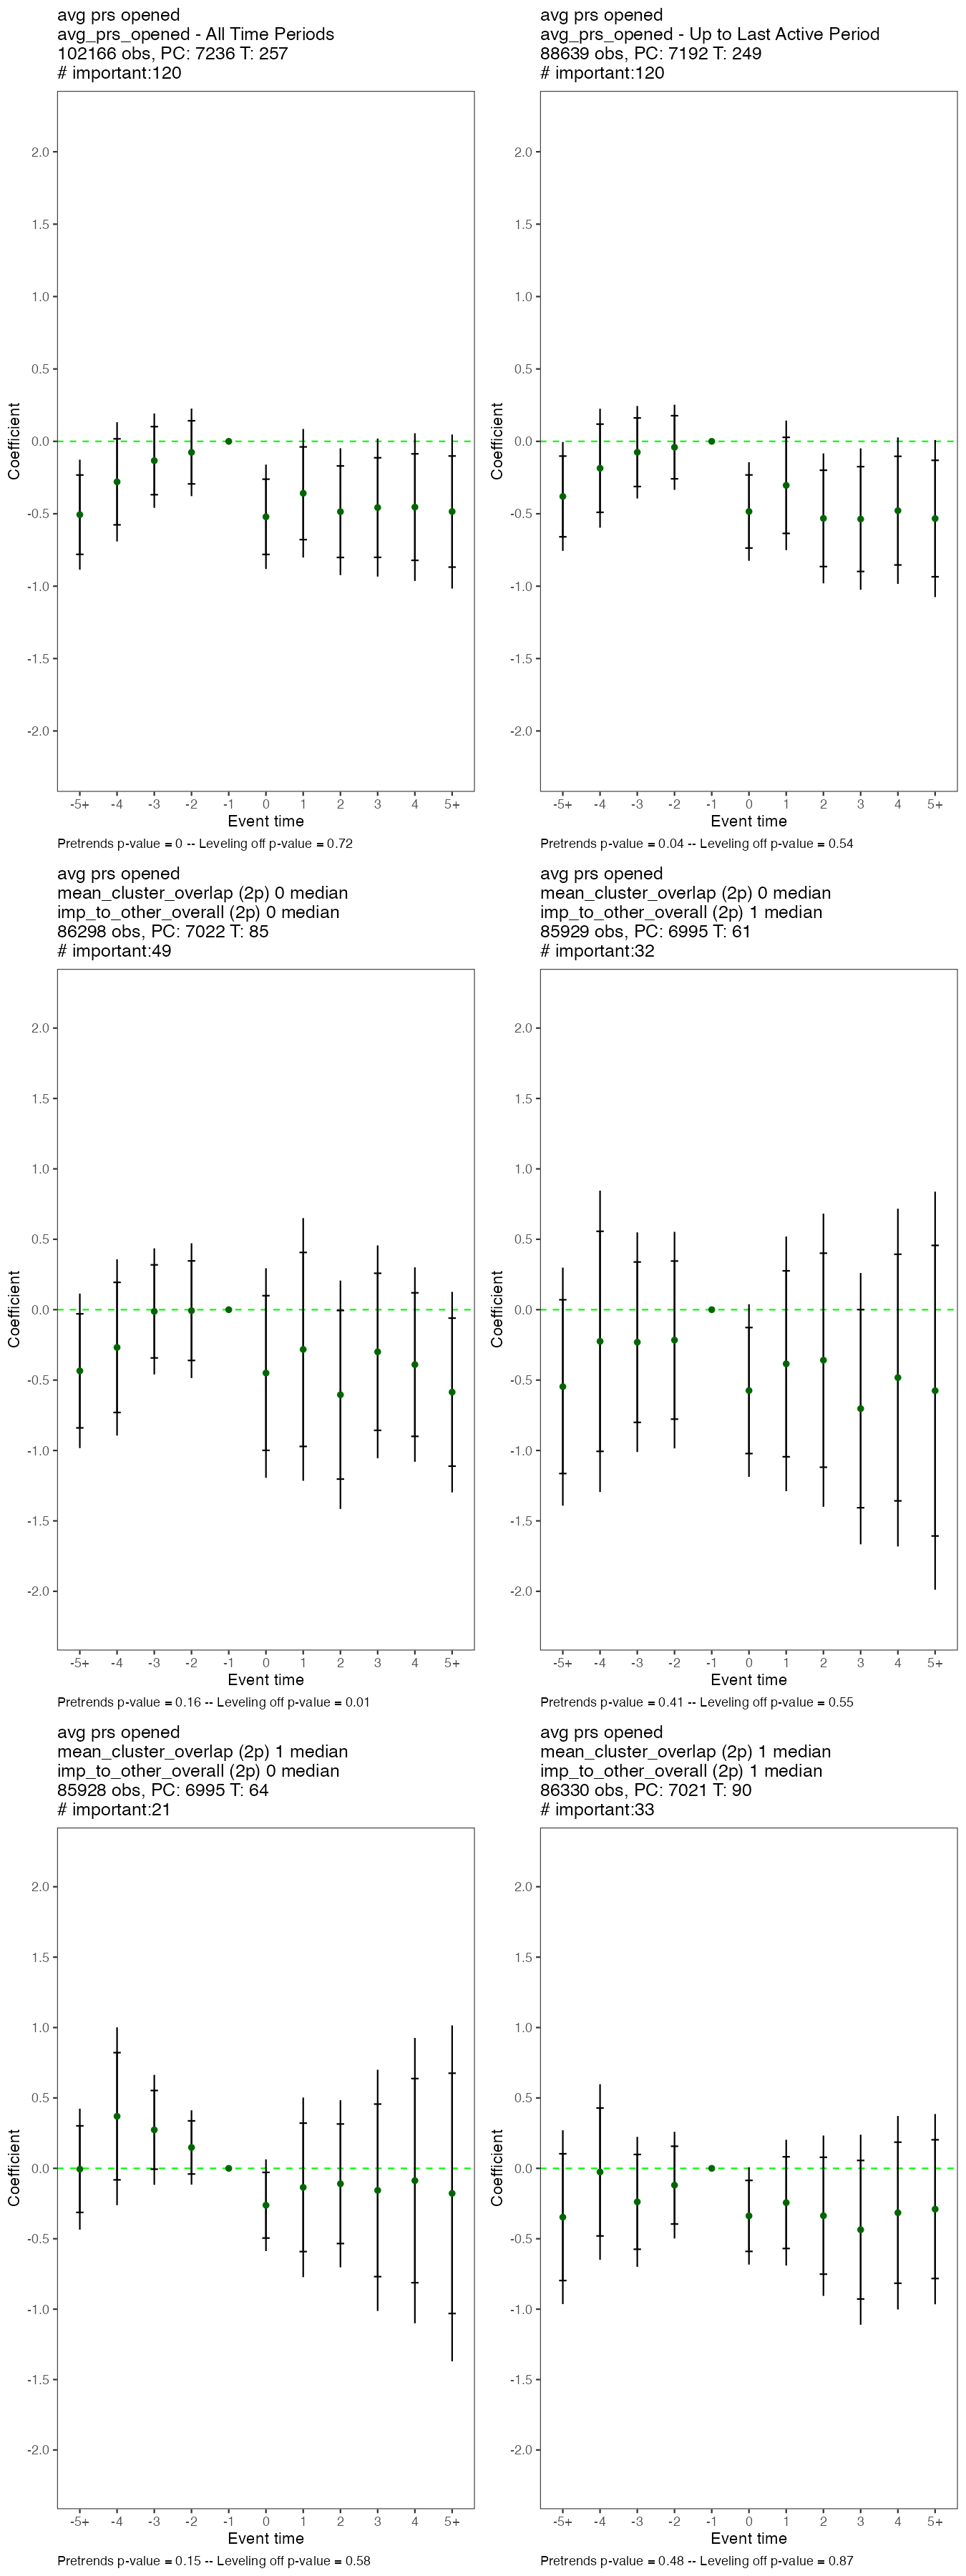 avg prs opened
avg_prs_opened - All Time Periods
102166 obs, PC: 7236 T: 257
# important:120
2.0
1.5
1.0
0.5
0.0
-0.5
-1.0
-1.5
-2.0
Coefficient
-5+ -4 -3 -2 -1 0 1 2 3 4 5+
Event time
Pretrends p-value = 0 -- Leveling off p-value = 0.72
avg prs opened
avg_prs_opened - Up to Last Active Period
88639 obs, PC: 7192 T: 249
# important:120
2.0
1.5
1.0
0.5
0.0
-0.5
-1.0
-1.5
-2.0
Coefficient
-5+ -4 -3 -2 -1 0 1 2 3 4 5+
Event time
Pretrends p-value = 0.04 -- Leveling off p-value = 0.54
avg prs opened
mean_cluster_overlap (2p) 0 median
imp_to_other_overall (2p) 0 median
86298 obs, PC: 7022 T: 85
# important:49
2.0
1.5
1.0
0.5
0.0
-0.5
-1.0
-1.5
-2.0
Coefficient
-5+ -4 -3 -2 -1 0 1 2 3 4 5+
Event time
Pretrends p-value = 0.16 -- Leveling off p-value = 0.01
avg prs opened
mean_cluster_overlap (2p) 0 median
imp_to_other_overall (2p) 1 median
85929 obs, PC: 6995 T: 61
# important:32
2.0
1.5
1.0
0.5
0.0
-0.5
-1.0
-1.5
-2.0
Coefficient
-5+ -4 -3 -2 -1 0 1 2 3 4 5+
Event time
Pretrends p-value = 0.41 -- Leveling off p-value = 0.55
avg prs opened
mean_cluster_overlap (2p) 1 median
imp_to_other_overall (2p) 0 median
85928 obs, PC: 6995 T: 64
# important:21
2.0
1.5
1.0
0.5
0.0
-0.5
-1.0
-1.5
-2.0
Coefficient
-5+ -4 -3 -2 -1 0 1 2 3 4 5+
Event time
Pretrends p-value = 0.15 -- Leveling off p-value = 0.58
avg prs opened
mean_cluster_overlap (2p) 1 median
imp_to_other_overall (2p) 1 median
86330 obs, PC: 7021 T: 90
# important:33
2.0
1.5
1.0
0.5
0.0
-0.5
-1.0
-1.5
-2.0
Coefficient
-5+ -4 -3 -2 -1 0 1 2 3 4 5+
Event time
Pretrends p-value = 0.48 -- Leveling off p-value = 0.87